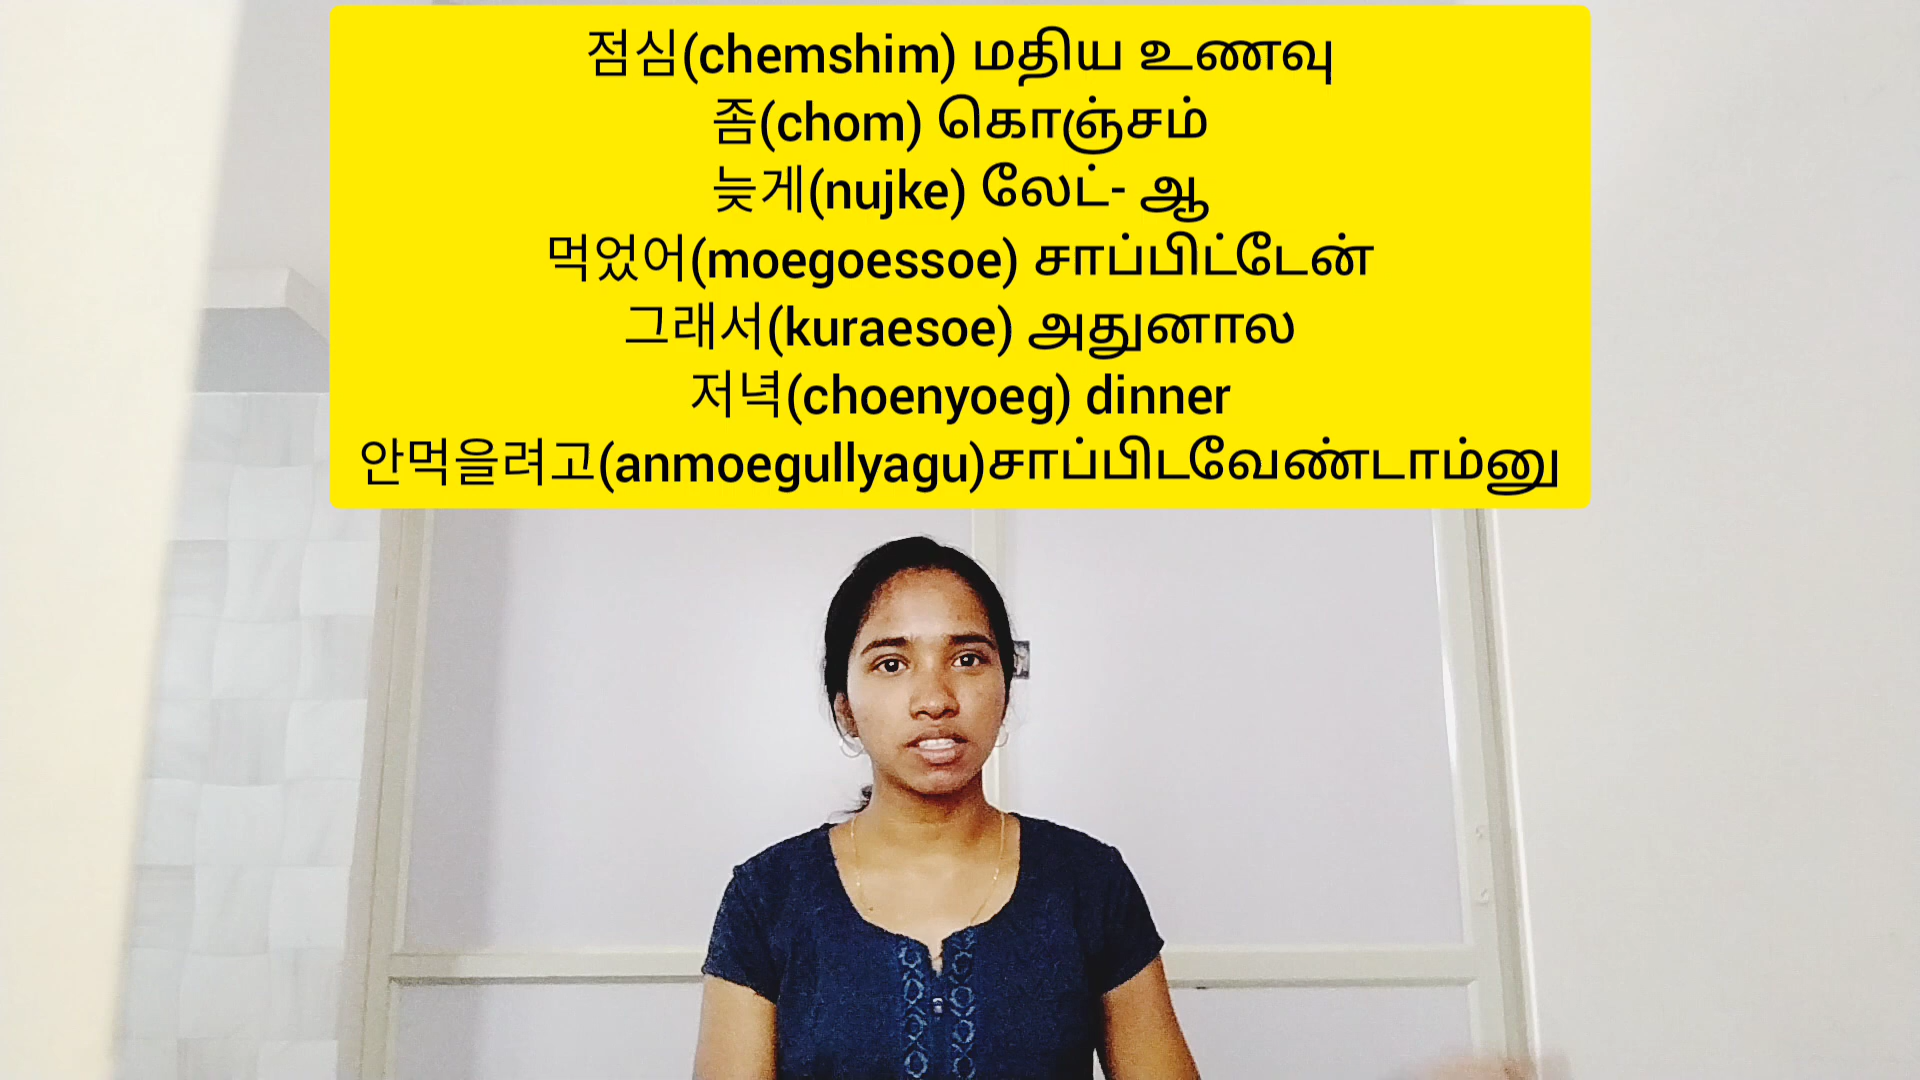 점심(chemshim) மதிய உணவு
좀(chom) கொஞ்சம்
늦게(nujke) லேட்- ஆ
먹었어(moegoessoe) சாப்பிட்டேன்
그래서(kuraesoe) அதுனால
저녁(choenyoeg) dinner
안먹을려고(anmoegullyagu)சாப்பிடவேண்டாம்னு